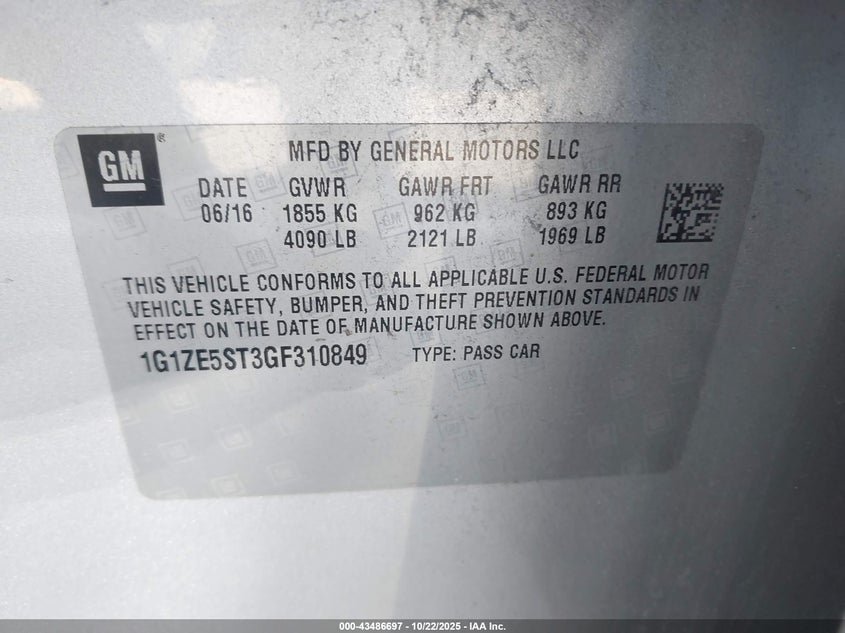 GM®
MFD BY GENERAL MOTORS LLC
DATE GVWR GAWR FRT GAWR RR
06/16 1855 KG 962 KG 893 KG
4090 LB 2121 LB 1969 LB
THIS VEHICLE CONFORMS TO ALL APPLICABLE U.S. FEDERAL MOTOR
VEHICLE SAFETY, BUMPER, AND THEFT PREVENTION STANDARDS IN
EFFECT ON THE DATE OF MANUFACTURE SHOWN ABOVE.
1G1ZE5ST3GF310849 TYPE: PASS CAR
000-43486697 - 10/22/2025 - IAA Inc.